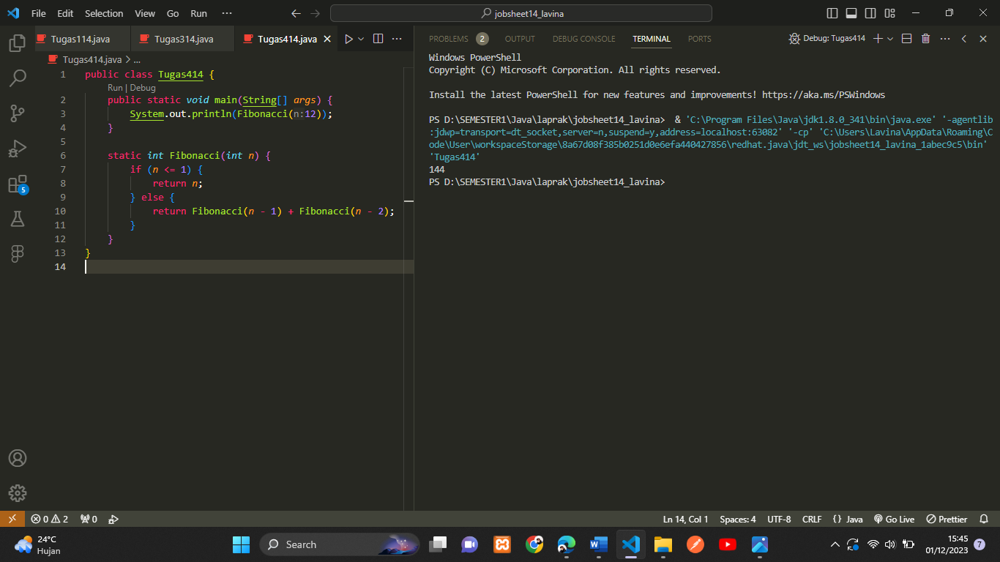 File Edit Selection View Go Run ···
jobsheet14_lavina
Tugas114.java
Tugas314.java
Tugas414.java
Tugas414.java > ...
1 public class Tugas414 {
Run | Debug
2 public static void main(String[] args) {
3 System.out.println(Fibonacci(n:12));
4 }
5
6 static int Fibonacci(int n) {
7 if (n <= 1) {
8 return n;
9 } else {
10 return Fibonacci(n - 1) + Fibonacci(n - 2);
11 }
12 }
13 }
14
5
PROBLEMS 2 OUTPUT DEBUG CONSOLE TERMINAL PORTS
Debug: Tugas414
Windows PowerShell
Copyright (C) Microsoft Corporation. All rights reserved.
Install the latest PowerShell for new features and improvements! https://aka.ms/PSWindows
PS D:\SEMESTER1\Java\laprak\jobsheet14_lavina>  & 'C:\Program Files\Java\jdk1.8.0_341\bin\java.exe' '-agentlib
:jdwp=transport=dt_socket,server=n,suspend=y,address=localhost:63082' '-cp' 'C:\Users\Lavina\AppData\Roaming\C
ode\User\workspaceStorage\8a67d08f385b0251d0e6efa440427856\redhat.java\jdt_ws\jobsheet14_lavina_1abec9c5\bin'
'Tugas414'
144
PS D:\SEMESTER1\Java\laprak\jobsheet14_lavina>
0 2 0
Ln 14, Col 1 Spaces: 4 UTF-8 CRLF {} Java Go Live Prettier
24°C
Hujan
Search
15:45
01/12/2023
7